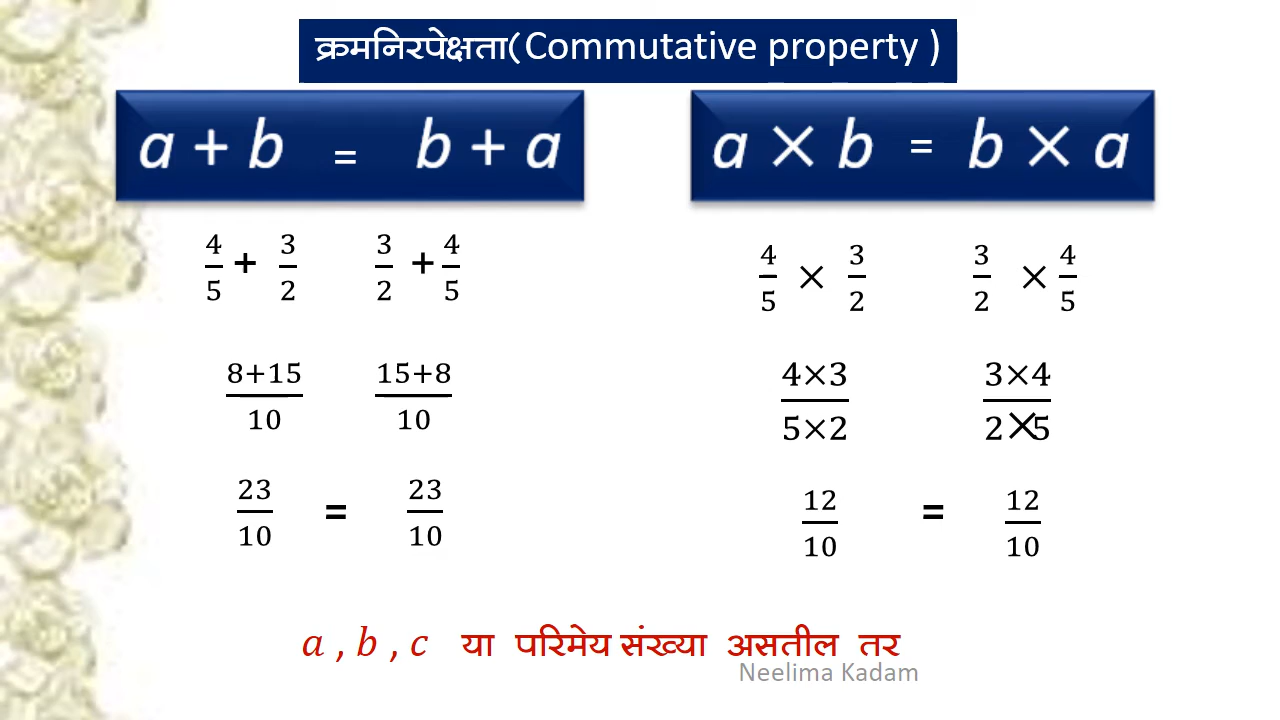 क्रमनिरपेक्षता(Commutative property )
a + b = b + a
a × b = b × a
4/5 + 3/2 3/2 + 4/5
4/5 × 3/2 3/2 × 4/5
8+15/10 15+8/10
4×3/5×2 3×4/2×5
23/10 = 23/10
12/10 = 12/10
a , b , c या परिमेय संख्या असतील तर
Neelima Kadam